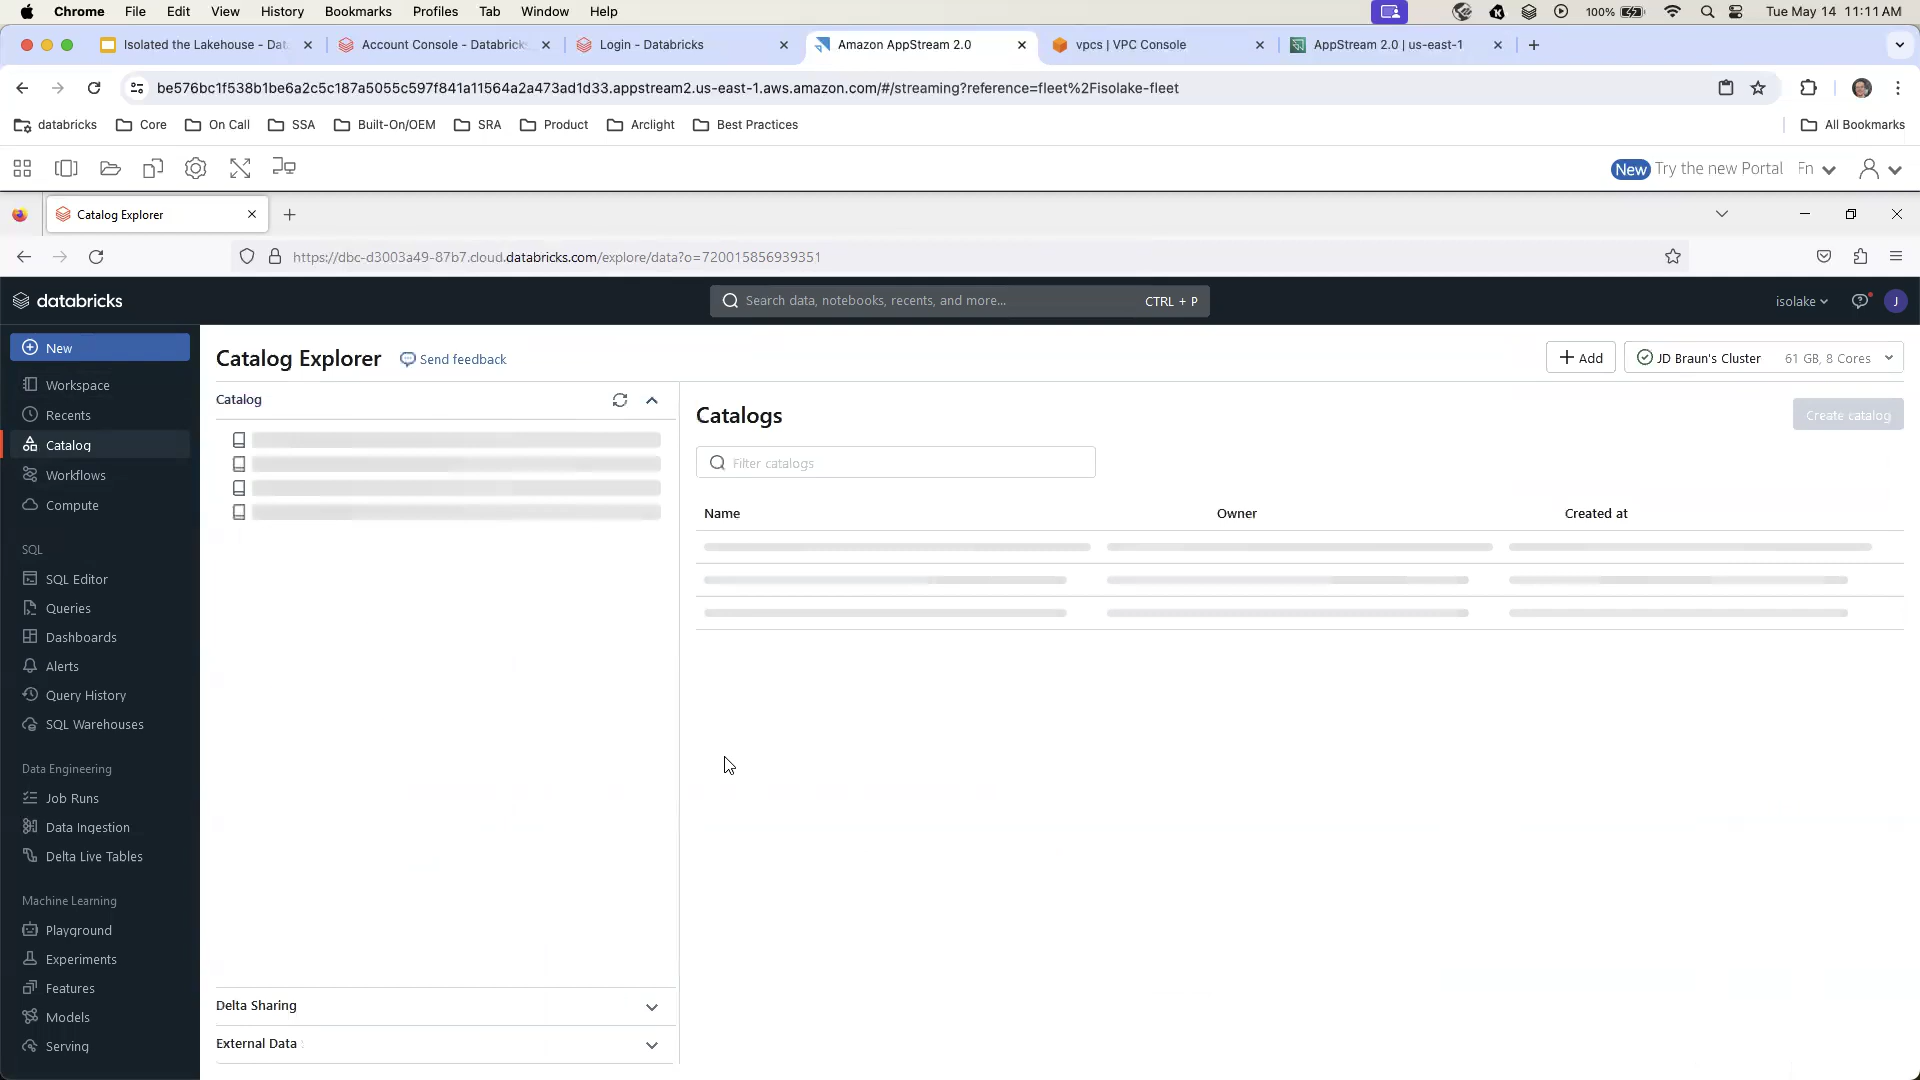 Chrome File Edit View History Bookmarks Profiles Tab Window Help 100% Tue May 14 11:11 AM
Isolated the Lakehouse - Dat Account Console - Databricks Login - Databricks Amazon AppStream 2.0 vpcs | VPC Console AppStream 2.0 | us-east-1
be576bc1f538b1be6a2c5c187a5055c597f841a11564a2a473ad1d33.appstream2.us-east-1.aws.amazon.com/#/streaming?reference=fleet%2Fisolake-fleet
databricks Core On Call SSA Built-On/OEM SRA Product Arclight Best Practices All Bookmarks
New Try the new Portal Fn
Catalog Explorer
https://dbc-d3003a49-87b7.cloud.databricks.com/explore/data?o=720015856939351
databricks Search data, notebooks, recents, and more... CTRL + P isolake J
New
Workspace
Recents
Catalog
Workflows
Compute
SQL
SQL Editor
Queries
Dashboards
Alerts
Query History
SQL Warehouses
Data Engineering
Job Runs
Data Ingestion
Delta Live Tables
Machine Learning
Playground
Experiments
Features
Models
Serving
Catalog Explorer Send feedback Add JD Braun's Cluster 61 GB, 8 Cores
Catalog
Delta Sharing
External Data
Catalogs Create catalog
Filter catalogs
Name Owner Created at